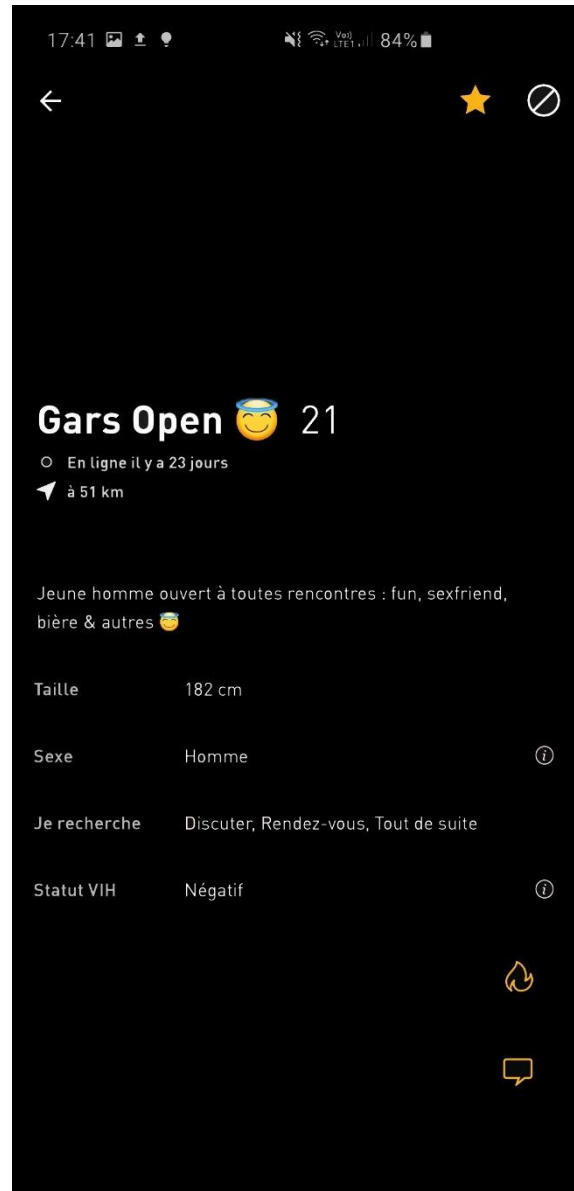 17:41 84%
Gars Open 😇 21
En ligne il y a 23 jours
à 51 km
Jeune homme ouvert à toutes rencontres : fun, sexfriend,
bière & autres 😇
Taille 182 cm
Sexe Homme
Je recherche Discuter, Rendez-vous, Tout de suite
Statut VIH Négatif